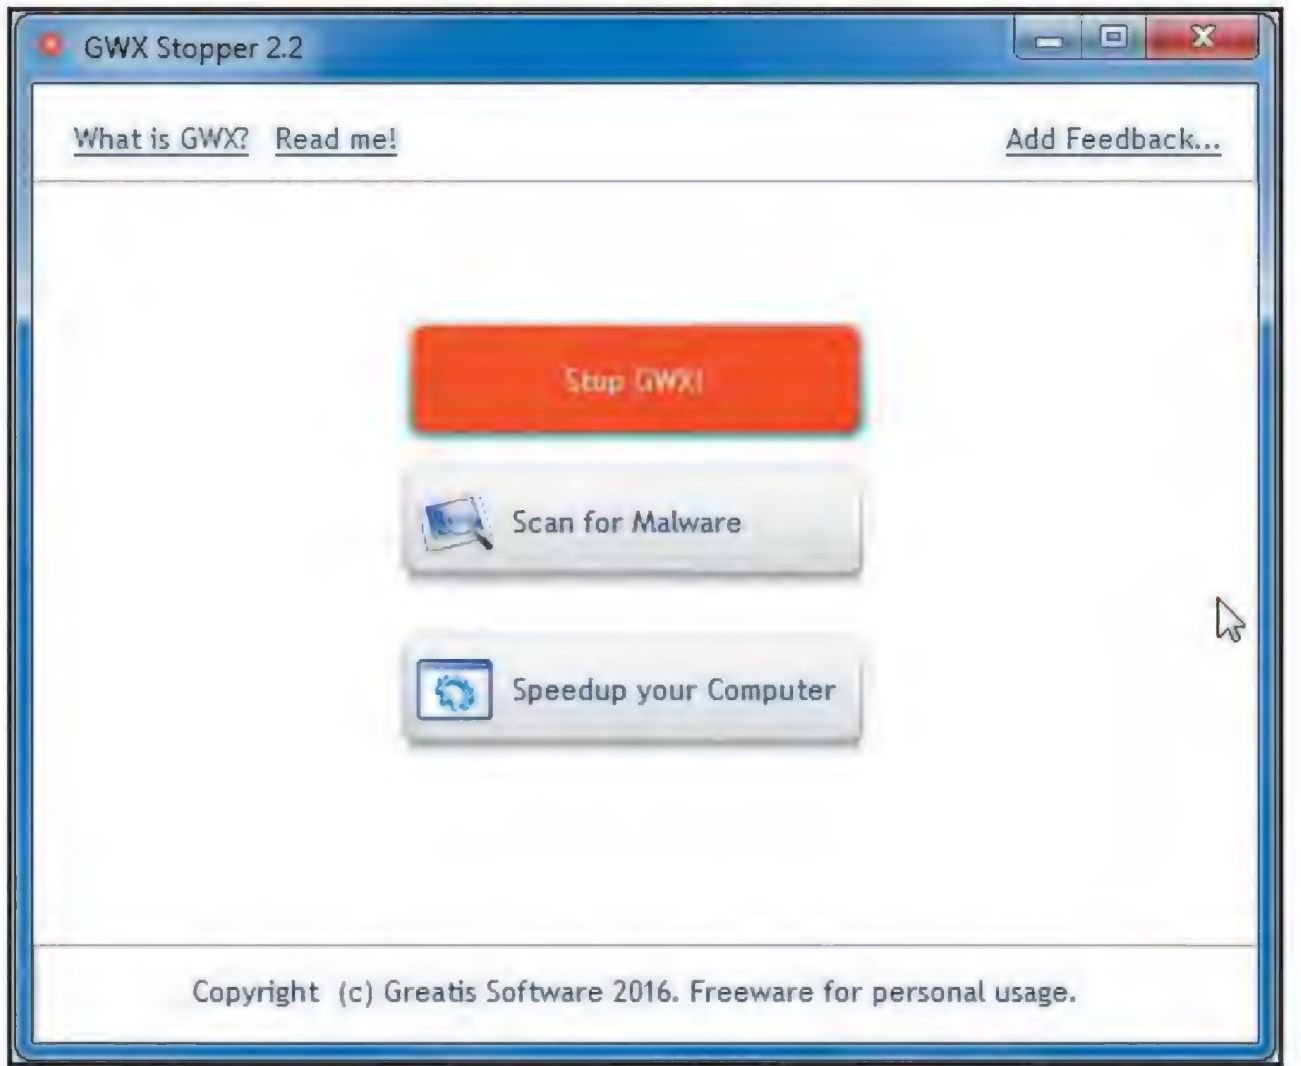 GWX Stopper 2.2
What is GWX? Read me! Add Feedback...
Stop GWX!
Scan for Malware
Speedup your Computer
Copyright (c) Greatis Software 2016. Freeware for personal usage.